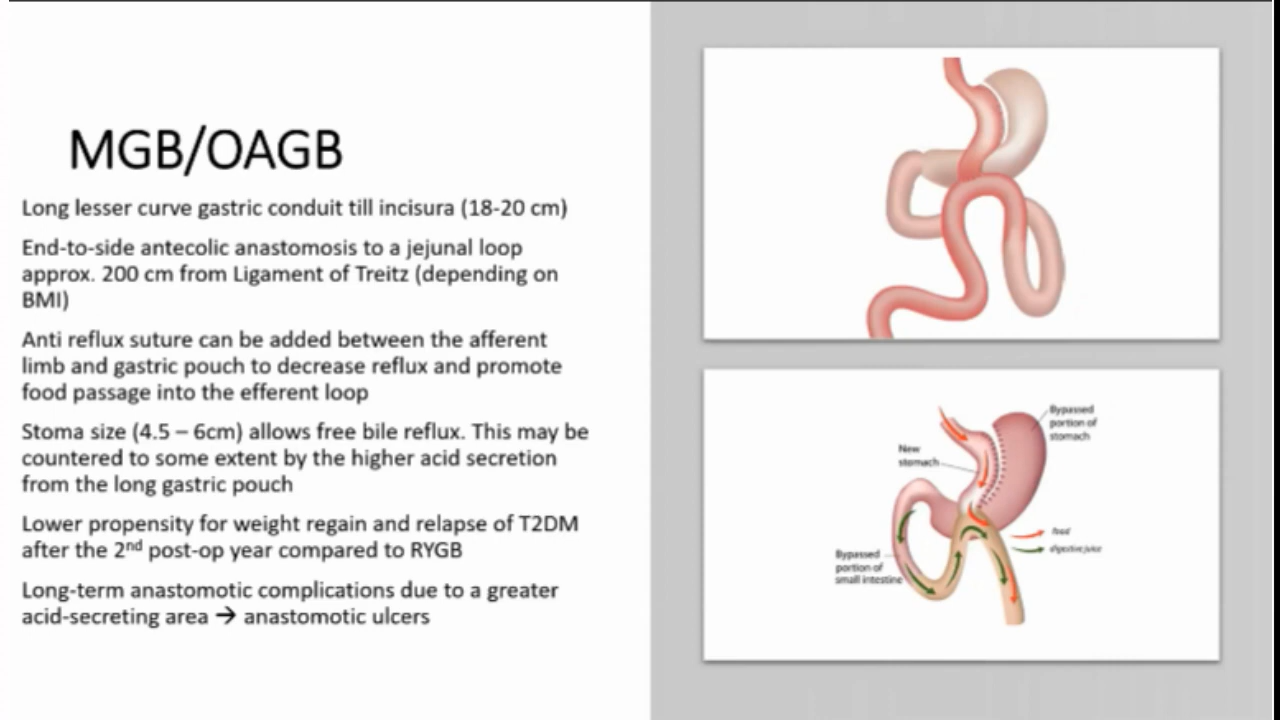 MGB/OAGB
Long lesser curve gastric conduit till incisura (18-20 cm)
End-to-side antecolic anastomosis to a jejunal loop
approx. 200 cm from Ligament of Treitz (depending on
BMI)
Anti reflux suture can be added between the afferent
limb and gastric pouch to decrease reflux and promote
food passage into the efferent loop
Stoma size (4.5 – 6cm) allows free bile reflux. This may be
countered to some extent by the higher acid secretion
from the long gastric pouch
Lower propensity for weight regain and relapse of T2DM
after the 2nd post-op year compared to RYGB
Long-term anastomotic complications due to a greater
acid-secreting area → anastomotic ulcers
Bypassed
portion of
stomach
New
stomach
food
digestive juice
Bypassed
portion of
small intestine